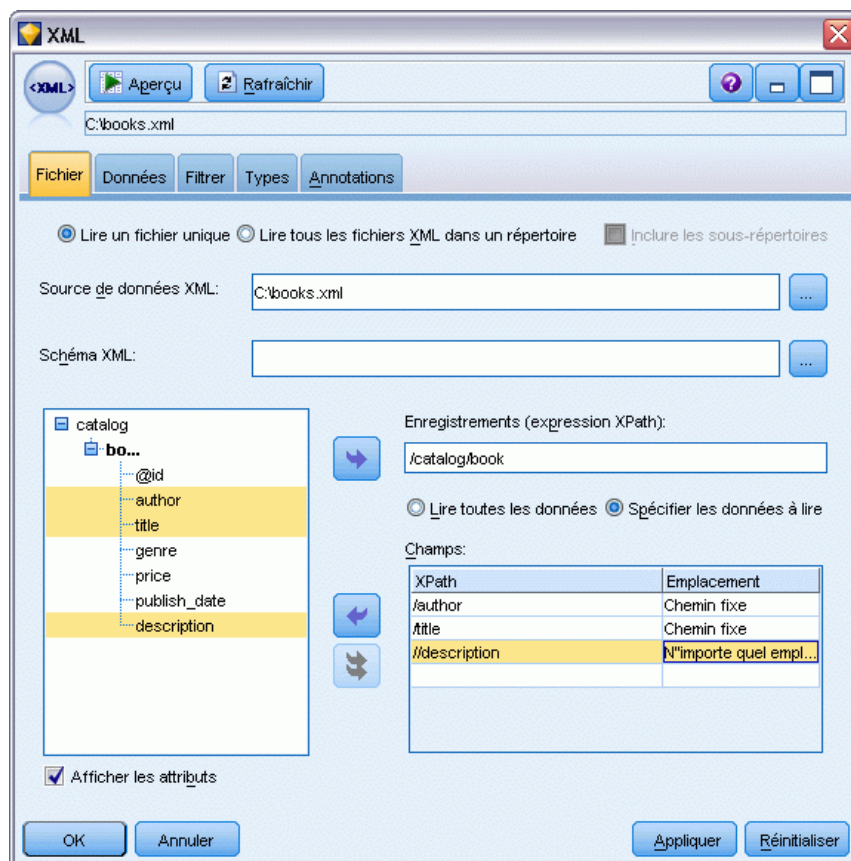 XML
<XML>
Aperçu
Rafraîchir
?
C:\books.xml
Fichier
Données
Filtrer
Types
Annotations
Lire un fichier unique
Lire tous les fichiers XML dans un répertoire
Inclure les sous-répertoires
Source de données XML:
C:\books.xml
...
Schéma XML:
...
catalog
bo...
@id
author
title
genre
price
publish_date
description
Enregistrements (expression XPath):
/catalog/book
Lire toutes les données
Spécifier les données à lire
Champs:
XPath Emplacement
/author Chemin fixe
/title Chemin fixe
//description N"importe quel empl...
Afficher les attributs
OK
Annuler
Appliquer
Réinitialiser